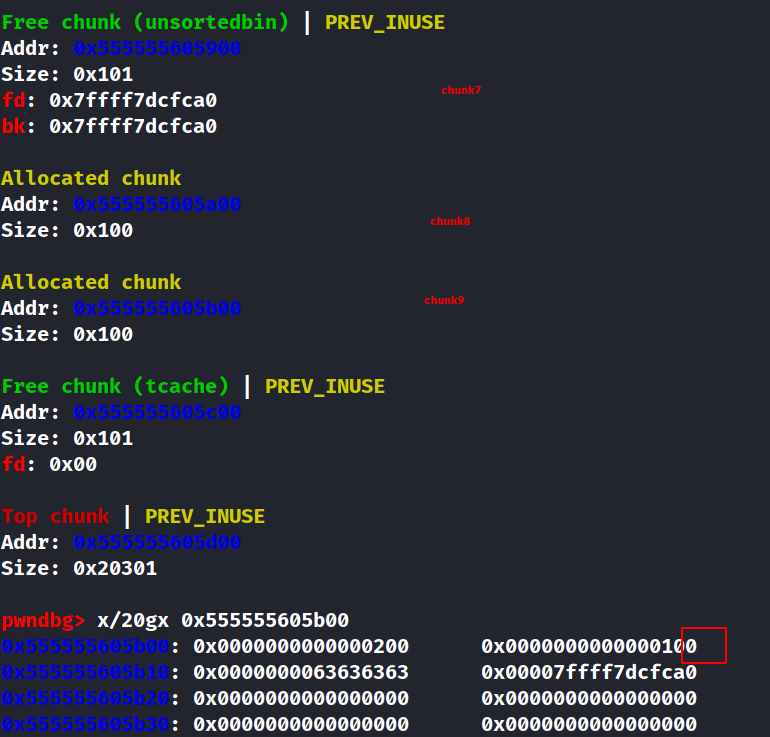 Free chunk (unsortedbin) | PREV_INUSE
Addr: 0x555555605900
Size: 0x101
chunk7
fd: 0x7ffff7dcfca0
bk: 0x7ffff7dcfca0
Allocated chunk
Addr: 0x555555605a00
chunk8
Size: 0x100
Allocated chunk
chunk9
Addr: 0x555555605b00
Size: 0x100
Free chunk (tcache) | PREV_INUSE
Addr: 0x555555605c00
Size: 0x101
fd: 0x00
Top chunk | PREV_INUSE
Addr: 0x555555605d00
Size: 0x20301
pwndbg> x/20gx 0x555555605b00
0x555555605b00: 0x0000000000000200 0x0000000000000100
0x555555605b10: 0x0000000063636363 0x00007ffff7dcfca0
0x555555605b20: 0x0000000000000000 0x0000000000000000
0x555555605b30: 0x0000000000000000 0x0000000000000000